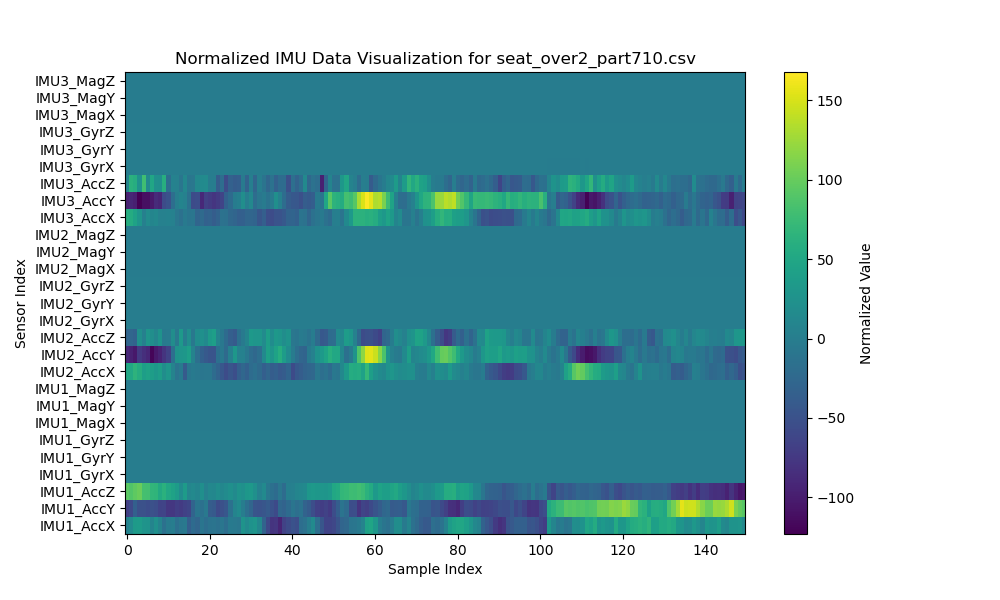 Normalized IMU Data Visualization for seat_over2_part710.csv
IMU3_MagZ
IMU3_MagY
IMU3_MagX
IMU3_GyrZ
IMU3_GyrY
IMU3_GyrX
IMU3_AccZ
IMU3_AccY
IMU3_AccX
IMU2_MagZ
IMU2_MagY
IMU2_MagX
IMU2_GyrZ
IMU2_GyrY
IMU2_GyrX
IMU2_AccZ
IMU2_AccY
IMU2_AccX
IMU1_MagZ
IMU1_MagY
IMU1_MagX
IMU1_GyrZ
IMU1_GyrY
IMU1_GyrX
IMU1_AccZ
IMU1_AccY
IMU1_AccX
Sensor Index
0 20 40 60 80 100 120 140
Sample Index
150
100
50
0
−50
−100
Normalized Value